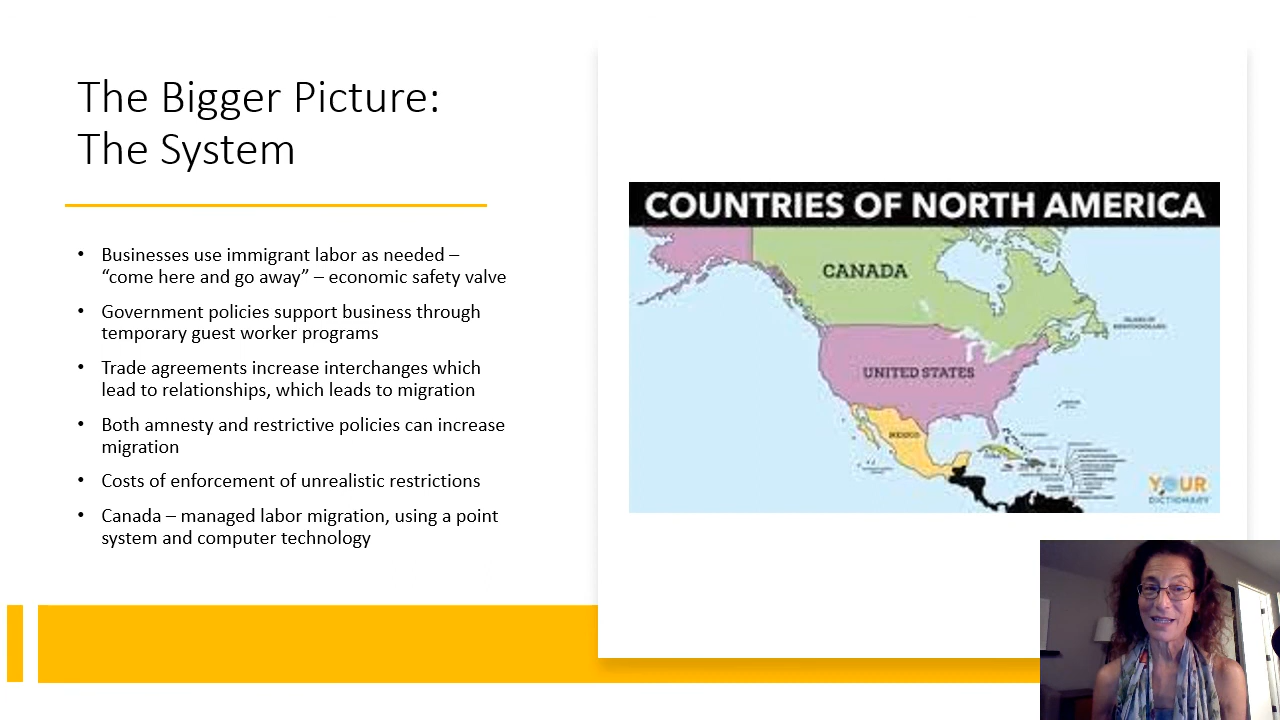 The Bigger Picture:
The System
• Businesses use immigrant labor as needed –
“come here and go away” – economic safety valve
• Government policies support business through
temporary guest worker programs
• Trade agreements increase interchanges which
lead to relationships, which leads to migration
• Both amnesty and restrictive policies can increase
migration
• Costs of enforcement of unrealistic restrictions
• Canada – managed labor migration, using a point
system and computer technology
COUNTRIES OF NORTH AMERICA
CANADA
ISLAND OF
NEWFOUNDLAND
UNITED STATES
MEXICO
YOUR
DICTIONARY